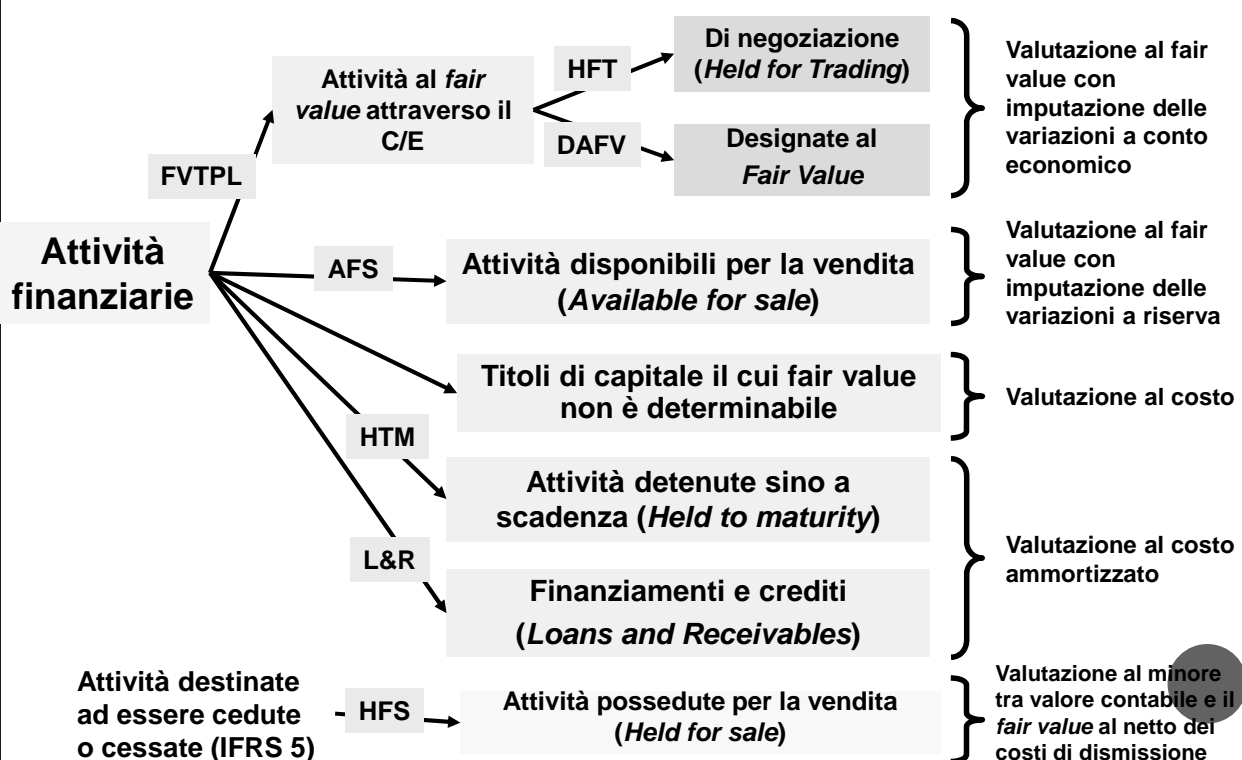 Di negoziazione
(Held for Trading)
HFT
Attività al fair
value attraverso il
C/E
DAFV
Designate al
Fair Value
Valutazione al fair
value con
imputazione delle
variazioni a conto
economico
FVTPL
Attività
finanziarie
AFS
Attività disponibili per la vendita
(Available for sale)
Valutazione al fair
value con
imputazione delle
variazioni a riserva
Titoli di capitale il cui fair value
non è determinabile
Valutazione al costo
HTM
Attività detenute sino a
scadenza (Held to maturity)
L&R
Finanziamenti e crediti
(Loans and Receivables)
Valutazione al costo
ammortizzato
Attività destinate
ad essere cedute
o cessate (IFRS 5)
HFS
Attività possedute per la vendita
(Held for sale)
Valutazione al minore
tra valore contabile e il
fair value al netto dei
costi di dismissione